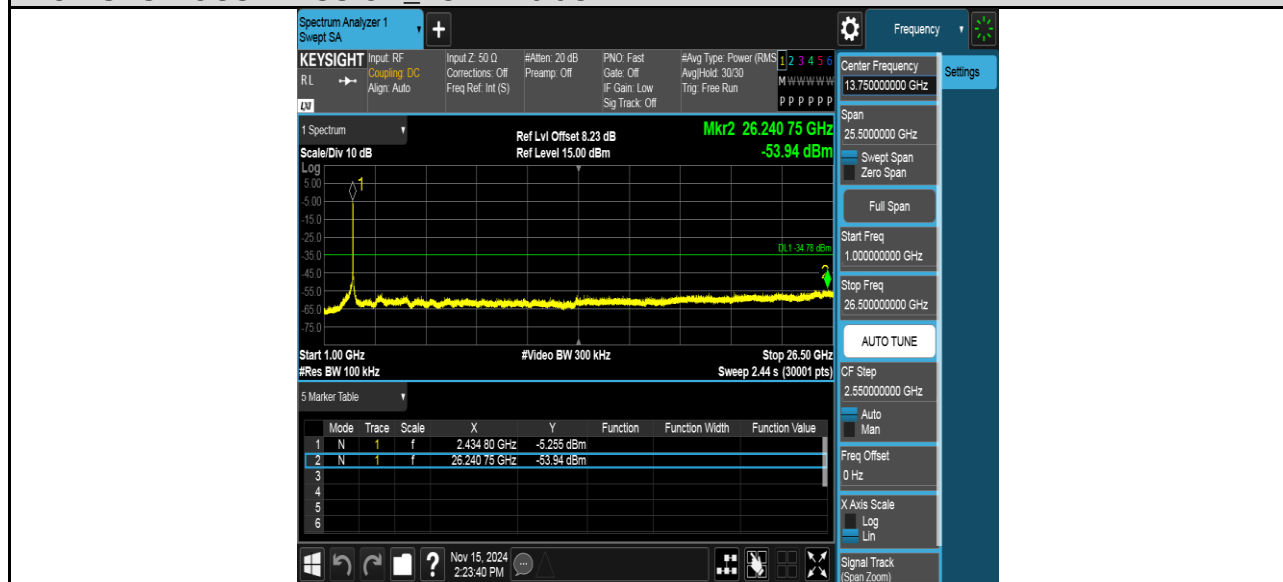 Spectrum Analyzer 1
Swept SA
+
Frequency
KEYSIGHT
Input: RF
Coupling: DC
Align: Auto
Input Z: 50 Ω
Corrections: Off
Freq Ref: Int (S)
#Atten: 20 dB
Preamp: Off
PNO: Fast
Gate: Off
IF Gain: Low
Sig Track: Off
#Avg Type: Power (RMS
Avg|Hold: 30/30
Trig: Free Run
1 2 3 4 5 6
M W W W W W
P P P P P P
RL
LXI
Center Frequency
13.750000000 GHz
Settings
1 Spectrum
Scale/Div 10 dB
Ref Lvl Offset 8.23 dB
Ref Level 15.00 dBm
Mkr2 26.240 75 GHz
-53.94 dBm
Log
5.00
-5.00
-15.0
-25.0
-35.0
-45.0
-55.0
-65.0
-75.0
1
DL1 -34.78 dBm
2
Start 1.00 GHz
#Res BW 100 kHz
#Video BW 300 kHz
Stop 26.50 GHz
Sweep 2.44 s (30001 pts)
Span
25.5000000 GHz
Swept Span
Zero Span
Full Span
Start Freq
1.000000000 GHz
Stop Freq
26.500000000 GHz
AUTO TUNE
CF Step
2.550000000 GHz
Auto
Man
Freq Offset
0 Hz
X Axis Scale
Log
Lin
Signal Track
(Span Zoom)
5 Marker Table
Mode Trace Scale X Y Function Function Width Function Value
1 N 1 f 2.434 80 GHz -5.255 dBm
2 N 1 f 26.240 75 GHz -53.94 dBm
3
4
5
6
?
Nov 15, 2024
2:23:40 PM